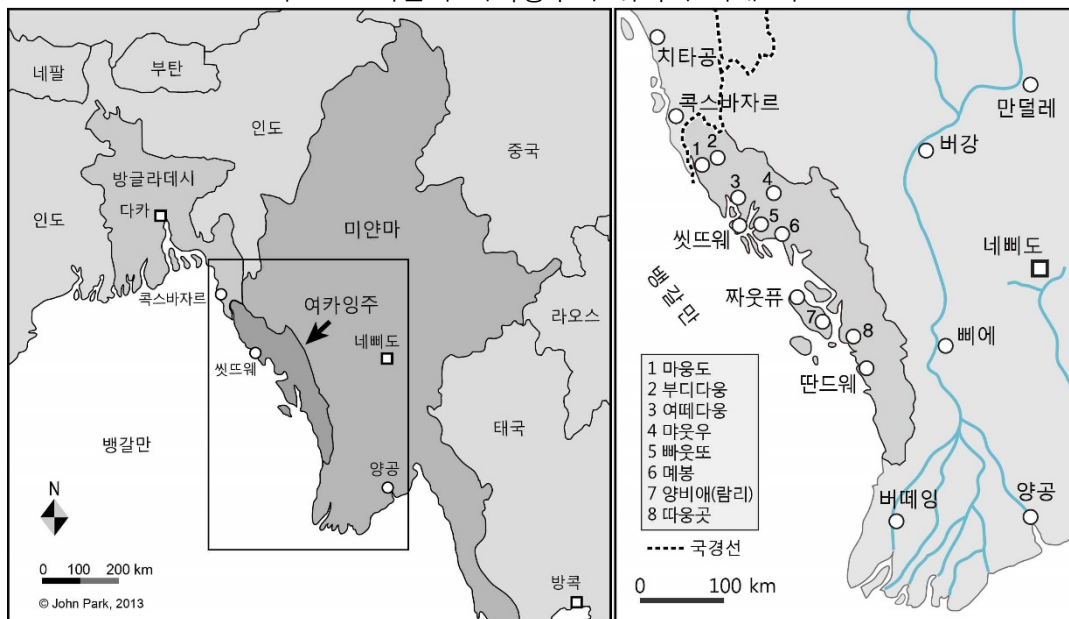 네팔
부탄
인도
중국
방글라데시
다카
인도
미얀마
콕스바자르
여카잉주
라오스
네삐도
씻뜨웨
태국
뱅갈만
양공
N
0 100 200 km
방콕
© John Park, 2013
치타공
콕스바자르
만덜레
버강
1
2
3
4
5
6
씻뜨웨
네삐도
뱅갈만
짜웃퓨
7
8
삐에
딴드웨
1 마웅도
2 부디다웅
3 여떼다웅
4 먀웃우
5 빠웃또
6 몌봉
7 양비애(람리)
8 따웅곳
국경선
버떼잉
양공
0 100 km